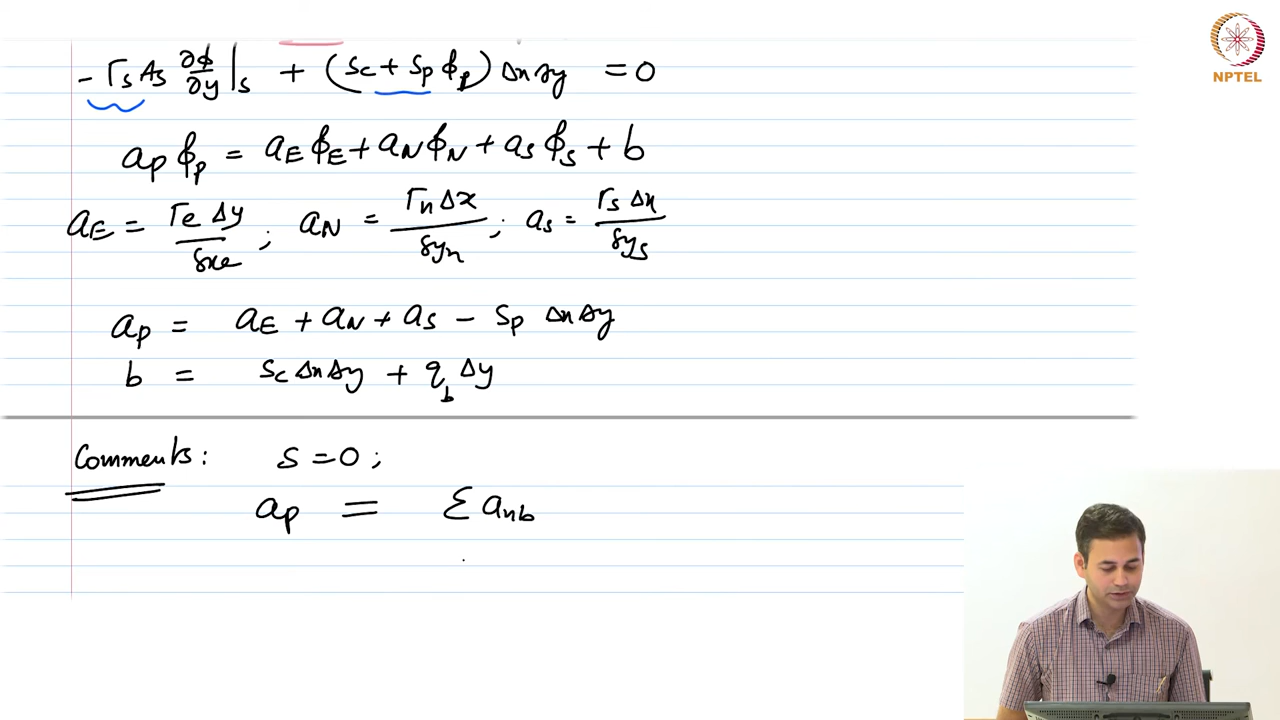 - Γs As ∂ϕ/∂y|s + (Sc + Sp ϕp) Δx Δy = 0
NPTEL
ap ϕp = aE ϕE + aN ϕN + as ϕs + b
aE = Γe Δy / δxe ; aN = Γn Δx / δyn ; as = Γs Δx / δys
ap = aE + aN + as - Sp Δx Δy
b = Sc Δx Δy + qb Δy
Comments: S = 0 ;
ap = Σ anb